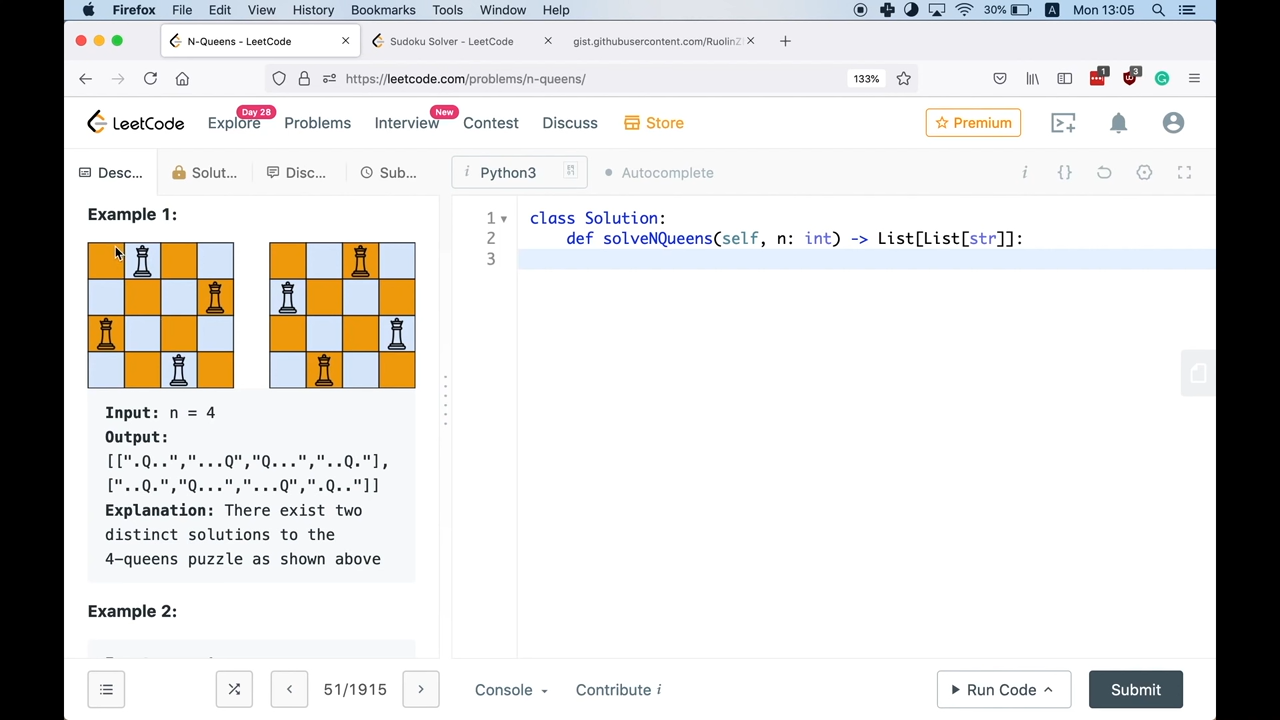 Firefox File Edit View History Bookmarks Tools Window Help 30% A Mon 13:05
N-Queens - LeetCode Sudoku Solver - LeetCode gist.githubusercontent.com/RuolinZ
https://leetcode.com/problems/n-queens/ 133% 1 3
LeetCode Explore Day 28 Problems Interview New Contest Discuss Store Premium
Desc... Solut... Disc... Sub... i Python3 Autocomplete i {}
Example 1:
Input: n = 4
Output:
[[".Q..","...Q","Q...","..Q."],
["..Q.","Q...","...Q",".Q.."]]
Explanation: There exist two
distinct solutions to the
4-queens puzzle as shown above
Example 2:
1 class Solution:
2 def solveNQueens(self, n: int) -> List[List[str]]:
3
51/1915 Console Contribute i Run Code Submit